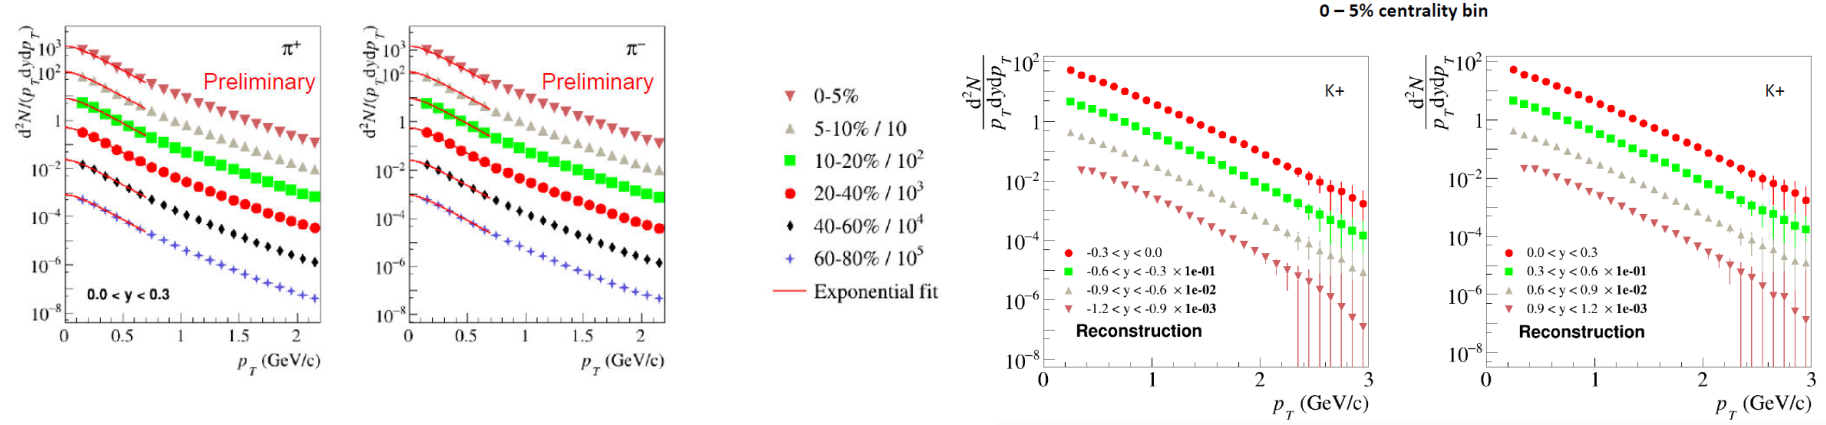 0 – 5% centrality bin
d²N/(p_T dydp_T)
π⁺
Preliminary
10³
10²
1
10⁻²
10⁻⁴
10⁻⁶
10⁻⁸
0.0 < y < 0.3
0 0.5 1 1.5 2
p_T (GeV/c)
d²N/(p_T dydp_T)
π⁻
Preliminary
10³
10²
1
10⁻²
10⁻⁴
10⁻⁶
10⁻⁸
0 0.5 1 1.5 2
p_T (GeV/c)
0-5%
5-10% / 10
10-20% / 10²
20-40% / 10³
40-60% / 10⁴
60-80% / 10⁵
Exponential fit
d²N
p_T dydp_T
K+
10²
1
10⁻²
10⁻⁴
10⁻⁶
10⁻⁸
-0.3 < y < 0.0
-0.6 < y < -0.3 × 1e-01
-0.9 < y < -0.6 × 1e-02
-1.2 < y < -0.9 × 1e-03
Reconstruction
0 1 2 3
p_T (GeV/c)
d²N
p_T dydp_T
K+
10²
1
10⁻²
10⁻⁴
10⁻⁶
10⁻⁸
0.0 < y < 0.3
0.3 < y < 0.6 × 1e-01
0.6 < y < 0.9 × 1e-02
0.9 < y < 1.2 × 1e-03
Reconstruction
0 1 2 3
p_T (GeV/c)